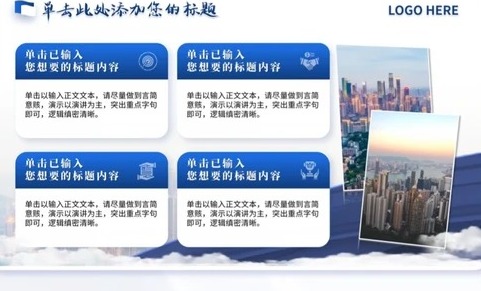 单击此处添加您的标题
LOGO HERE
单击已输入
您想要的标题内容
单击以输入正文文本，请尽量做到言简
意赅，演示以演讲为主，突出重点字句
即可，逻辑缜密清晰。
单击已输入
您想要的标题内容
单击以输入正文文本，请尽量做到言简
意赅，演示以演讲为主，突出重点字句
即可，逻辑缜密清晰。
单击已输入
您想要的标题内容
单击以输入正文文本，请尽量做到言简
意赅，演示以演讲为主，突出重点字句
即可，逻辑缜密清晰。
单击已输入
您想要的标题内容
单击以输入正文文本，请尽量做到言简
意赅，演示以演讲为主，突出重点字句
即可，逻辑缜密清晰。